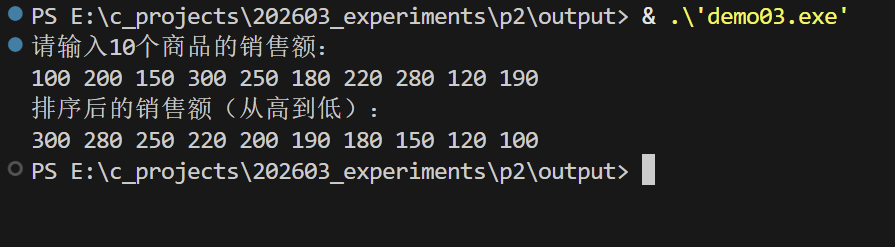 PS E:\c_projects\202603_experiments\p2\output> & .\'demo03.exe'
请输入10个商品的销售额：
100 200 150 300 250 180 220 280 120 190
排序后的销售额（从高到低）：
300 280 250 220 200 190 180 150 120 100
PS E:\c_projects\202603_experiments\p2\output>